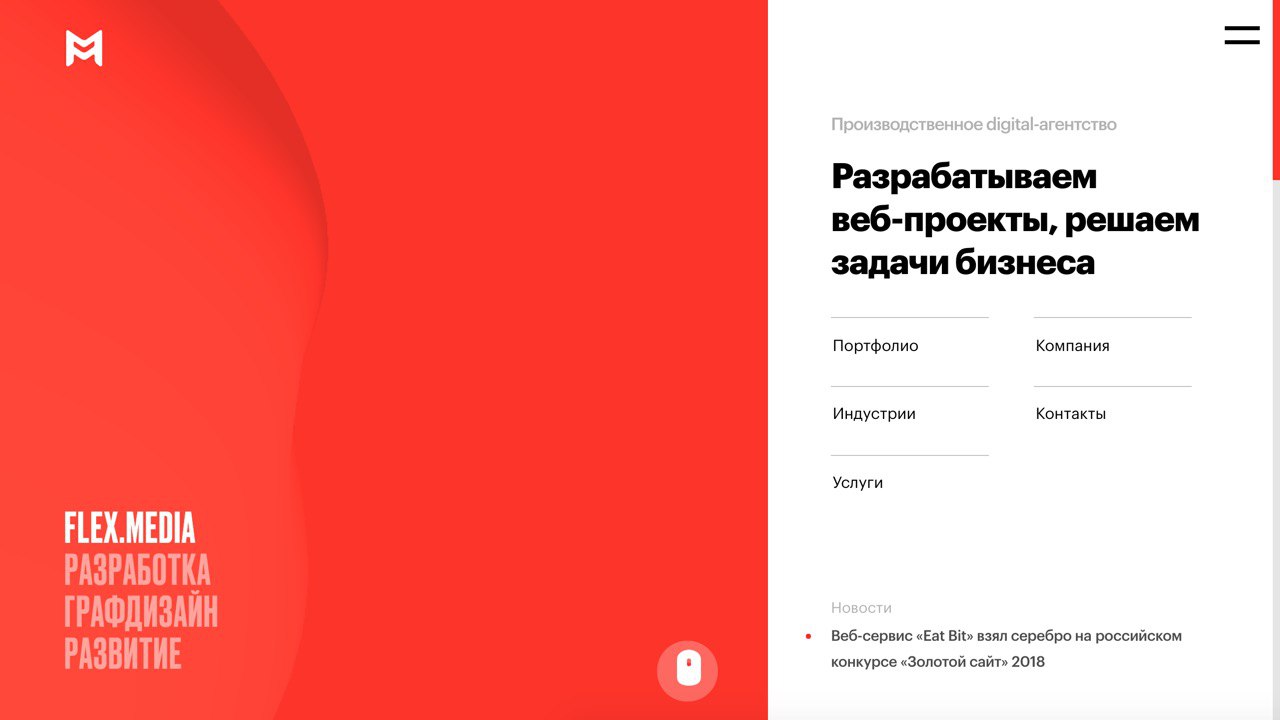 FLEX.MEDIA
РАЗРАБОТКА
ГРАФДИЗАЙН
РАЗВИТИЕ
Производственное digital-агентство
Разрабатываем
веб-проекты, решаем
задачи бизнеса
Портфолио
Компания
Индустрии
Контакты
Услуги
Новости
Веб-сервис «Eat Bit» взял серебро на российском
конкурсе «Золотой сайт» 2018